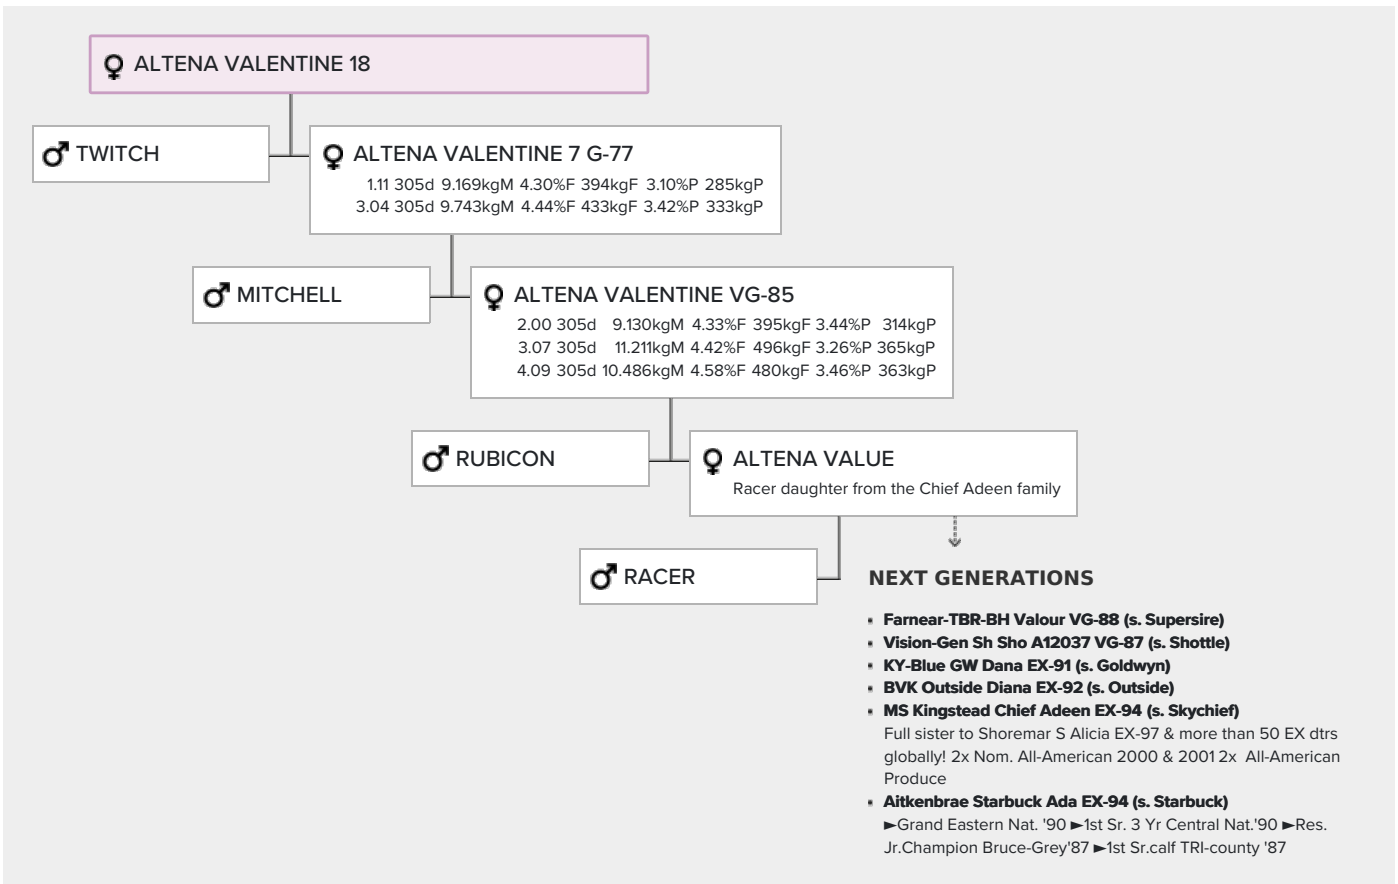 ALTENA VALENTINE 18
TWITCH
ALTENA VALENTINE 7 G-77
1.11 305d 9.169kgM 4.30%F 394kgF 3.10%P 285kgP
3.04 305d 9.743kgM 4.44%F 433kgF 3.42%P 333kgP
MITCHELL
ALTENA VALENTINE VG-85
2.00 305d 9.130kgM 4.33%F 395kgF 3.44%P 314kgP
3.07 305d 11.211kgM 4.42%F 496kgF 3.26%P 365kgP
4.09 305d 10.486kgM 4.58%F 480kgF 3.46%P 363kgP
RUBICON
ALTENA VALUE
Racer daughter from the Chief Adeen family
RACER
NEXT GENERATIONS
▪ Farnear-TBR-BH Valour VG-88 (s. Supersire)
▪ Vision-Gen Sh Sho A12037 VG-87 (s. Shottle)
▪ KY-Blue GW Dana EX-91 (s. Goldwyn)
▪ BVK Outside Diana EX-92 (s. Outside)
▪ MS Kingstead Chief Adeen EX-94 (s. Skychief)
Full sister to Shoremar S Alicia EX-97 & more than 50 EX dtrs
globally! 2x Nom. All-American 2000 & 2001 2x All-American
Produce
▪ Aitkenbrae Starbuck Ada EX-94 (s. Starbuck)
►Grand Eastern Nat. '90 ►1st Sr. 3 Yr Central Nat.'90 ►Res.
Jr.Champion Bruce-Grey'87 ►1st Sr.calf TRI-county '87